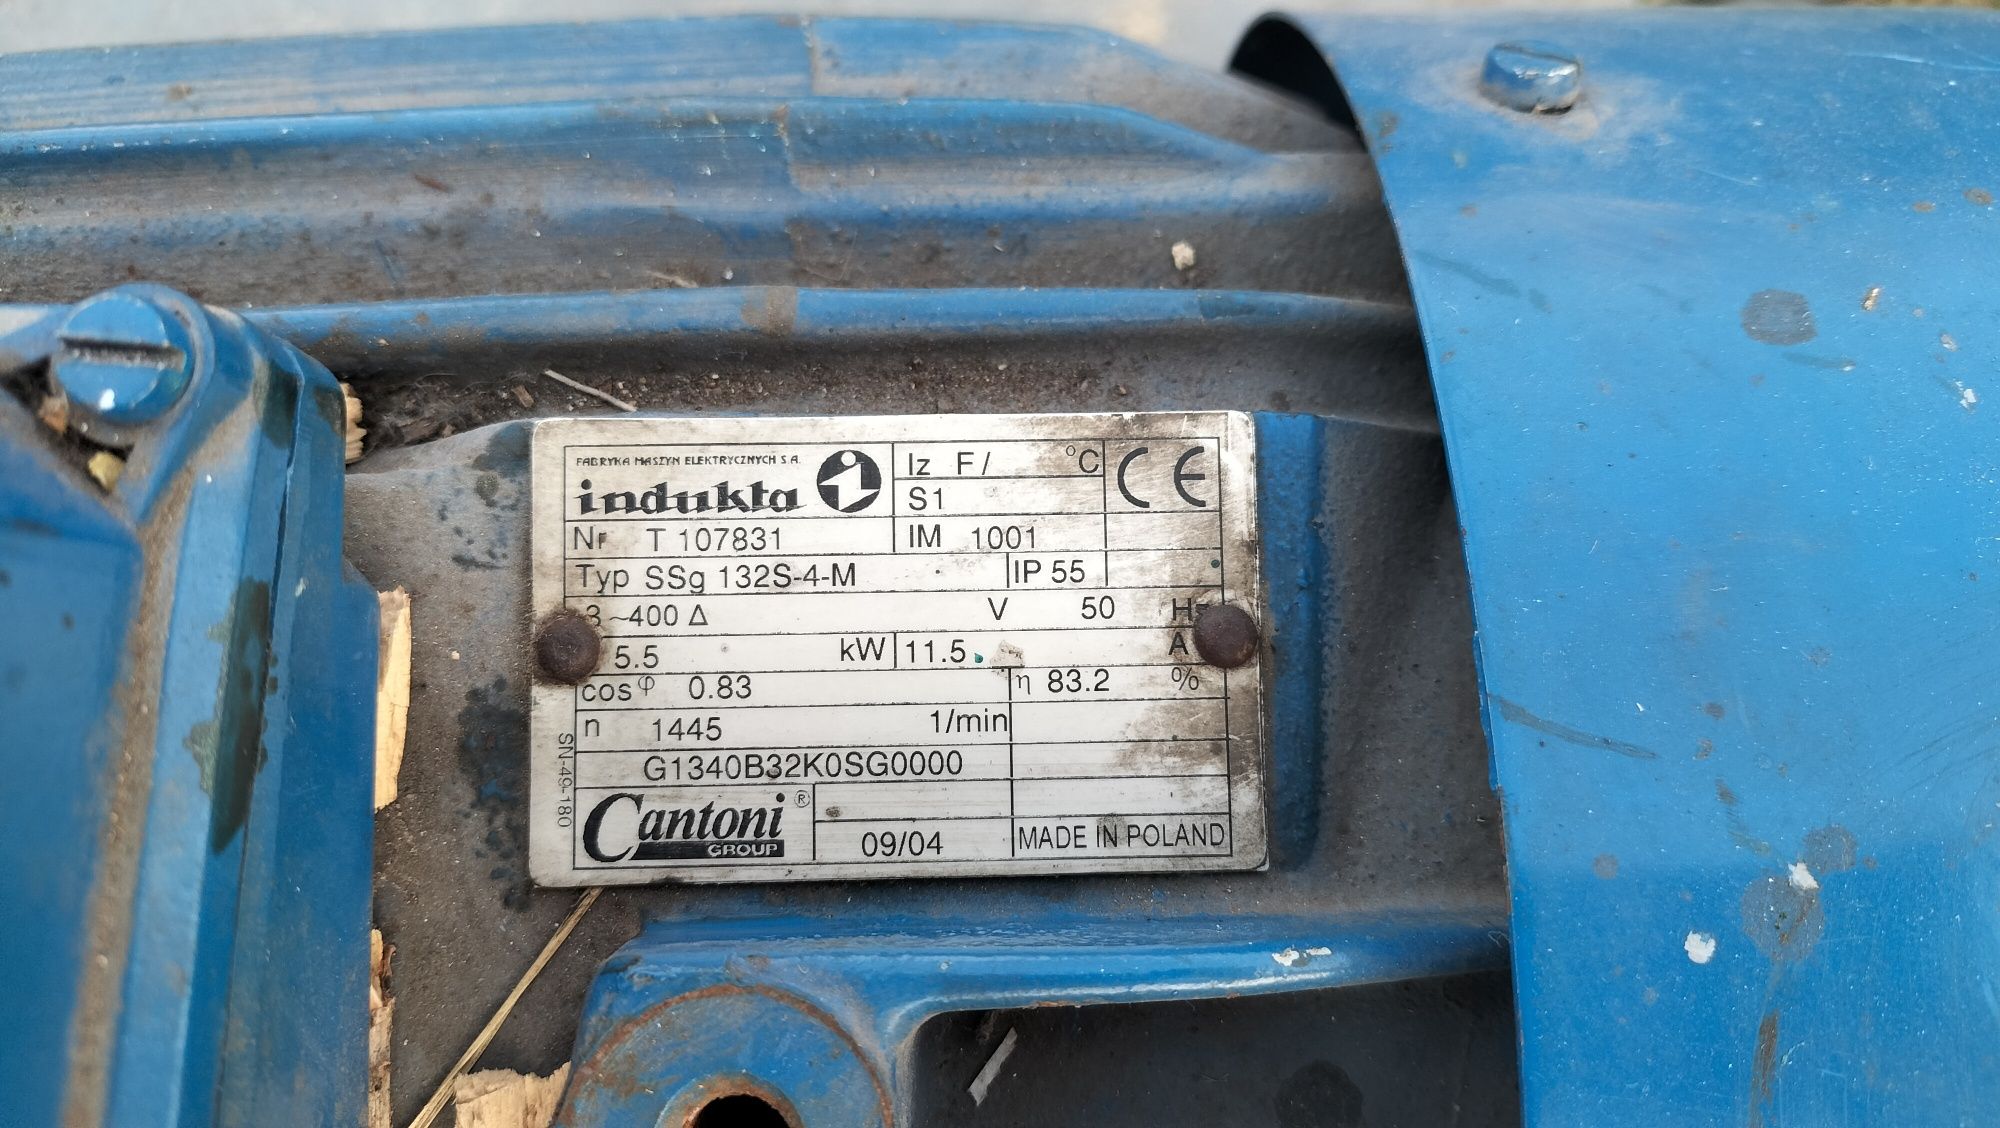 FABRYKA MASZYN ELEKTRYCZNYCH S.A.
indukta
Iz F/ °C
CE
S1
Nr T 107831
IM 1001
Typ SSg 132S-4-M
IP 55
3 ~400 Δ V 50 Hz
5.5 kW 11.5 A
cos φ 0.83 η 83.2 %
n 1445 1/min
G1340B32K0SG0000
SN-49-180
Cantoni ®
GROUP
09/04
MADE IN POLAND